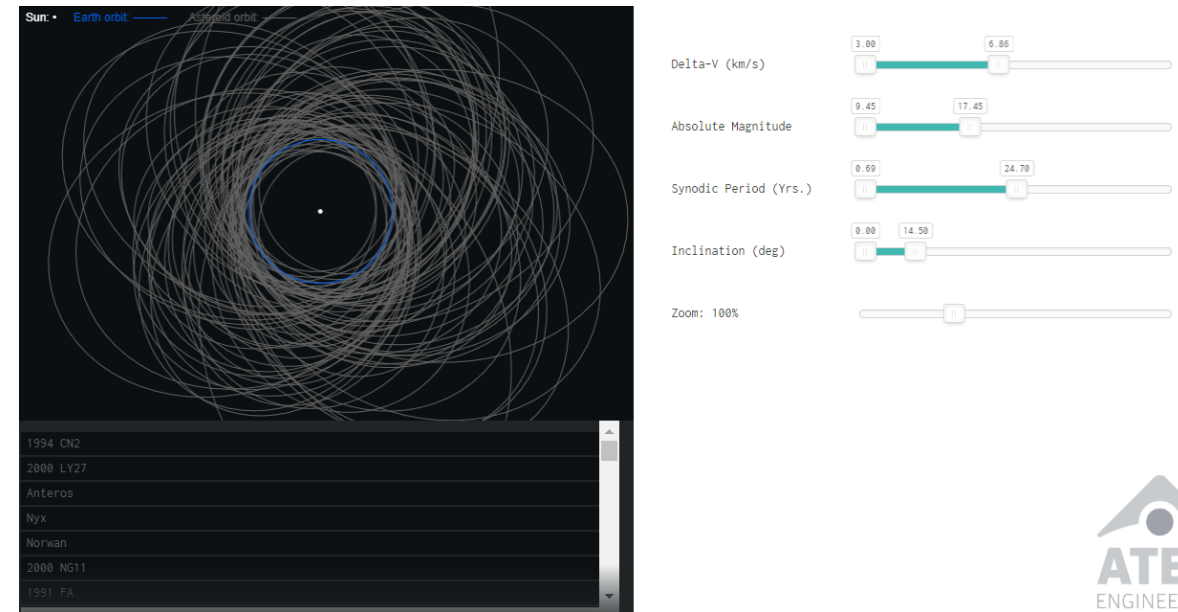 Sun: • Earth orbit: —— Asteroid orbit: ——
1994 CN2
2000 LY27
Anteros
Nyx
Norwan
2000 NG11
1991 FA
3.00 6.86
Delta-V (km/s)
9.45 17.45
Absolute Magnitude
0.69 24.70
Synodic Period (Yrs.)
0.00 14.50
Inclination (deg)
Zoom: 100%
ATE
ENGINEE